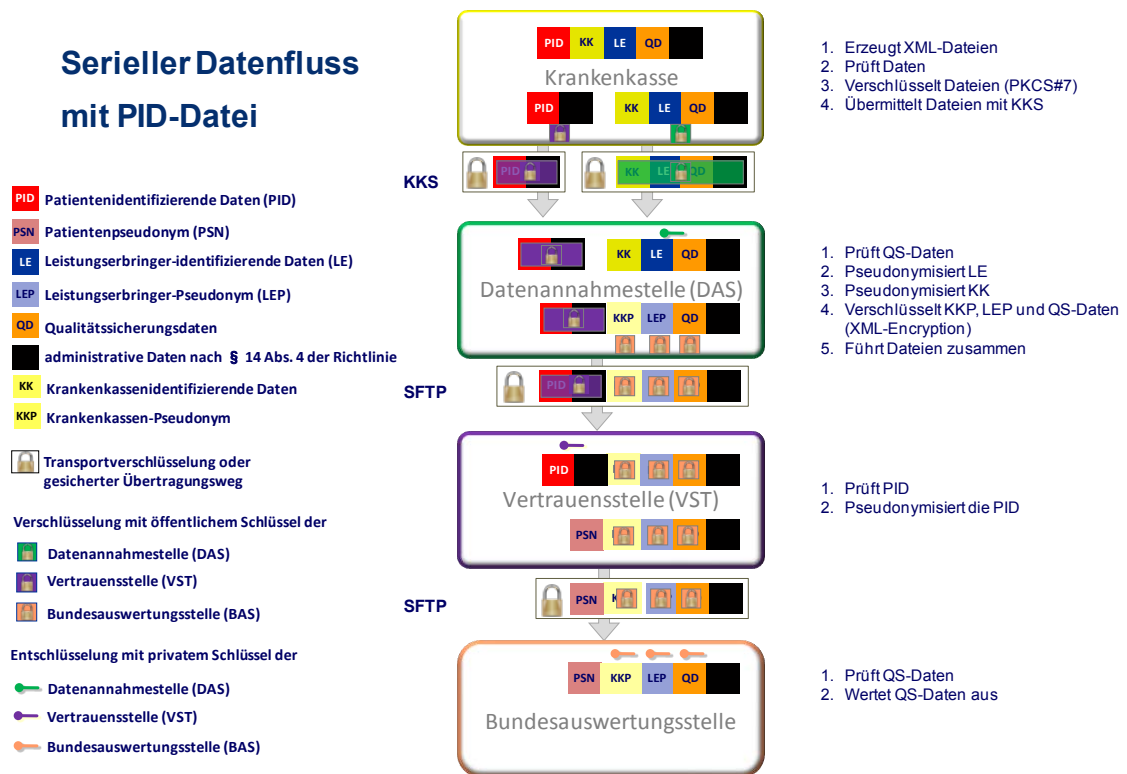 Serieller Datenfluss
mit PID-Datei
PID KK LE QD
Krankenkasse
PID KK LE QD
1. Erzeugt XML-Dateien
2. Prüft Daten
3. Verschlüsselt Dateien (PKCS#7)
4. Übermittelt Dateien mit KKS
KKS
PID KK LE QD
PID Patientenidentifizierende Daten (PID)
PSN Patientenpseudonym (PSN)
LE Leistungserbringer-identifizierende Daten (LE)
LEP Leistungserbringer-Pseudonym (LEP)
QD Qualitätssicherungsdaten
administrative Daten nach § 14 Abs. 4 der Richtlinie
KK Krankenkassenidentifizierende Daten
KKP Krankenkassen-Pseudonym
Transportverschlüsselung oder
gesicherter Übertragungsweg
Verschlüsselung mit öffentlichem Schlüssel der
Datenannahmestelle (DAS)
Vertrauensstelle (VST)
Bundesauswertungsstelle (BAS)
Entschlüsselung mit privatem Schlüssel der
Datenannahmestelle (DAS)
Vertrauensstelle (VST)
Bundesauswertungsstelle (BAS)
KK LE QD
Datenannahmestelle (DAS)
KKP LEP QD
1. Prüft QS-Daten
2. Pseudonymisiert LE
3. Pseudonymisiert KK
4. Verschlüsselt KKP, LEP und QS-Daten
(XML-Encryption)
5. Führt Dateien zusammen
SFTP
PID
PID
Vertrauensstelle (VST)
PSN
1. Prüft PID
2. Pseudonymisiert die PID
SFTP
PSN
PSN KKP LEP QD
Bundesauswertungsstelle
1. Prüft QS-Daten
2. Wertet QS-Daten aus